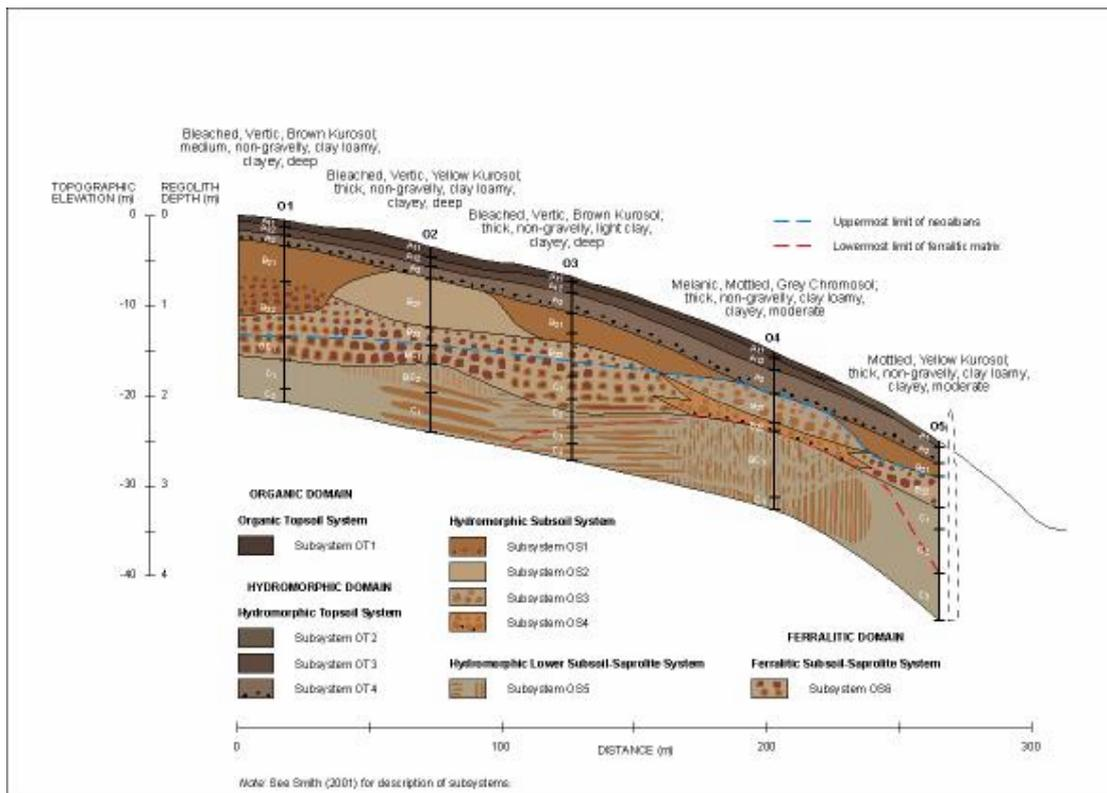 Bleached, Vertic, Brown Kurosol;
medium, non-gravelly, clay loamy,
clayey, deep
Bleached, Vertic, Yellow Kurosol;
thick, non-gravelly, clay loamy,
clayey, deep
Bleached, Vertic, Brown Kurosol;
thick, non-gravelly, light clay,
clayey, deep
Melanic, Mottled, Grey Chromosol;
thick, non-gravelly, clay loamy,
clayey, moderate
Mottled, Yellow Kurosol;
thick, non-gravelly, clay loamy,
clayey, moderate
TOPOGRAPHIC
ELEVATION (m)
REGOLITH
DEPTH (m)
Uppermost limit of neoalbans
Lowermost limit of ferralitic matrix
O1
O2
O3
O4
O5
0
-10
-20
-30
-40
0
1
2
3
4
ORGANIC DOMAIN
Organic Topsoil System
Subsystem OT1
HYDROMORPHIC DOMAIN
Hydromorphic Topsoil System
Subsystem OT2
Subsystem OT3
Subsystem OT4
Hydromorphic Subsoil System
Subsystem OS1
Subsystem OS2
Subsystem OS3
Subsystem OS4
Hydromorphic Lower Subsoil-Saprolite System
Subsystem OS5
FERRALITIC DOMAIN
Ferralitic Subsoil-Saprolite System
Subsystem OS6
0
100
200
300
DISTANCE (m)
Note: See Smith (2001) for description of subsystems.